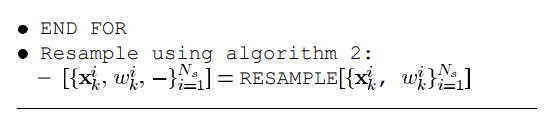 ● END FOR
● Resample using algorithm 2:
– [{x_k^i, w_k^i, −}_{i=1}^{N_s}] = RESAMPLE[{x_k^i, w_k^i}_{i=1}^{N_s}]